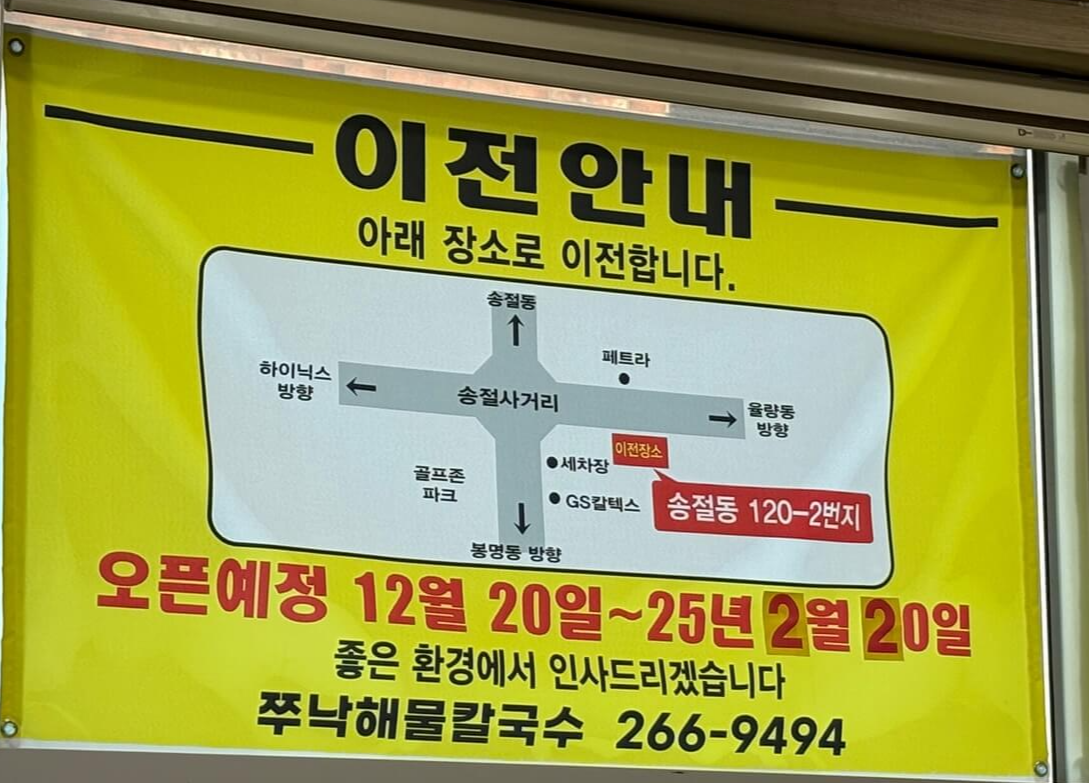 이전안내
아래 장소로 이전합니다.
송절동
하이닉스
방향
송절사거리
페트라
율량동
방향
이전장소
골프존
파크
세차장
GS칼텍스
송절동 120-2번지
봉명동 방향
오픈예정 12월 20일~25년 2월 20일
좋은 환경에서 인사드리겠습니다
쭈낙해물칼국수 266-9494